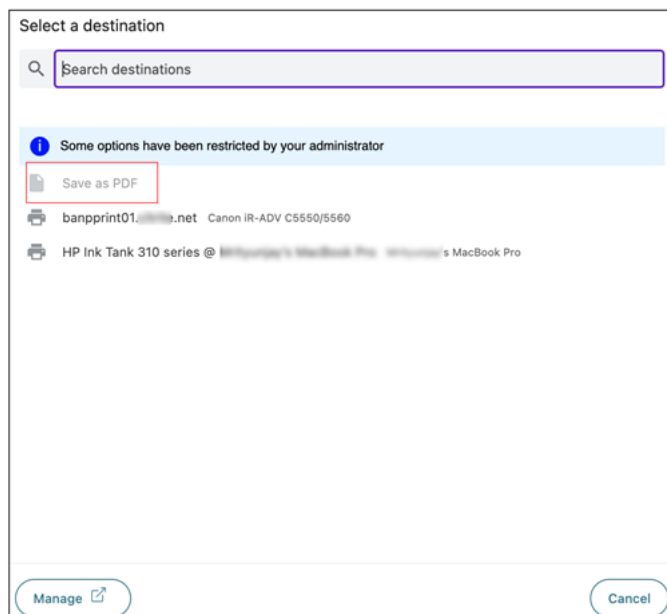 Select a destination
Search destinations
Some options have been restricted by your administrator
Save as PDF
banpprint01. .net Canon iR-ADV C5550/5560
HP Ink Tank 310 series @ 's MacBook Pro
Manage
Cancel